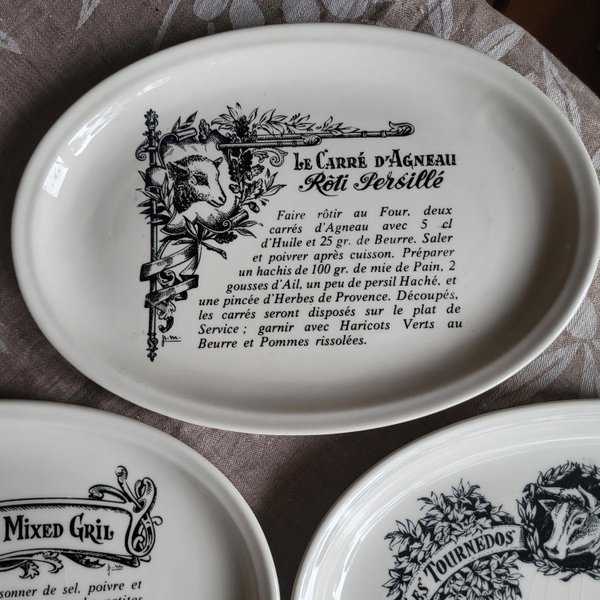 LE CARRÉ D'AGNEAU
Rôti Persillé
Faire rôtir au Four, deux
carrés d'Agneau avec 5 cl
d'Huile et 25 gr. de Beurre. Saler
et poivrer après cuisson. Préparer
un hachis de 100 gr. de mie de Pain, 2
gousses d'Ail, un peu de persil Haché, et
une pincée d'Herbes de Provence. Découpés,
les carrés seront disposés sur le plat de
Service ; garnir avec Haricots Verts au
Beurre et Pommes rissolées.
p.m.
MIXED GRIL
p.m
sonner de sel, poivre et
petites
ES TOURNEDOS